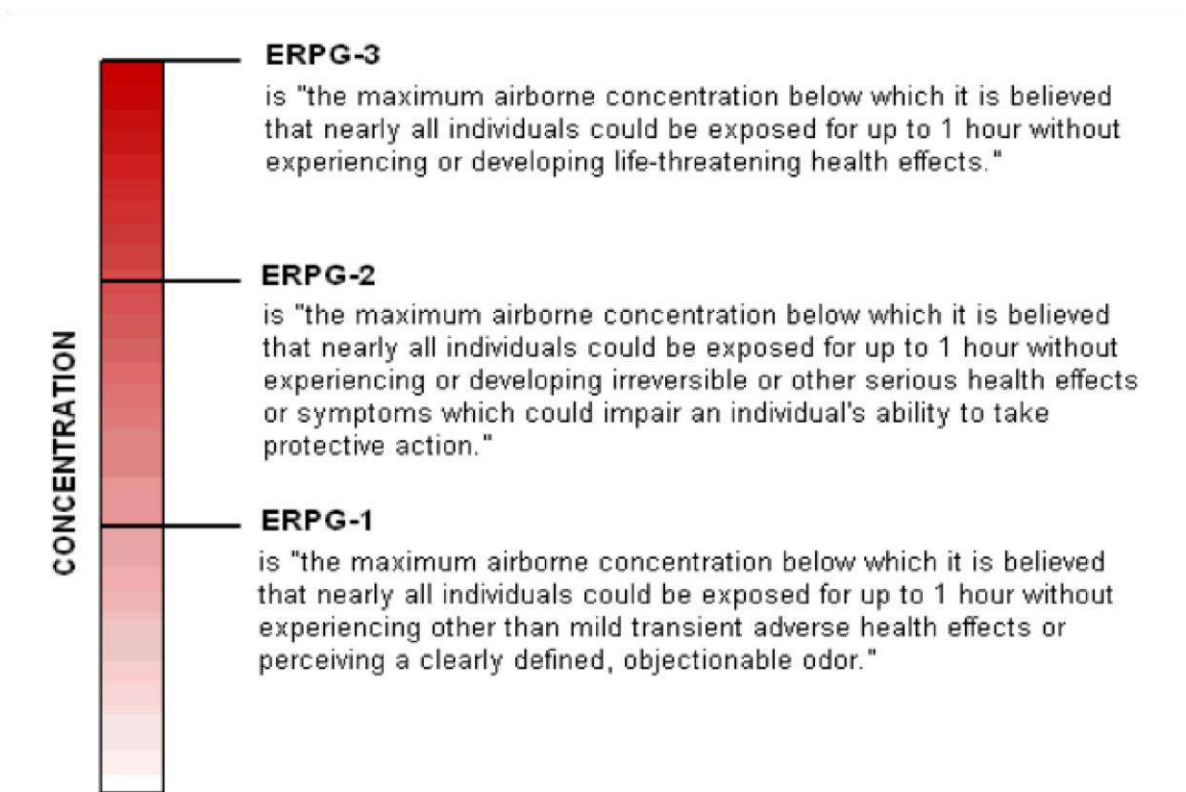 ERPG-3
is "the maximum airborne concentration below which it is believed
that nearly all individuals could be exposed for up to 1 hour without
experiencing or developing life-threatening health effects."
ERPG-2
is "the maximum airborne concentration below which it is believed
that nearly all individuals could be exposed for up to 1 hour without
experiencing or developing irreversible or other serious health effects
or symptoms which could impair an individual's ability to take
protective action."
CONCENTRATION
ERPG-1
is "the maximum airborne concentration below which it is believed
that nearly all individuals could be exposed for up to 1 hour without
experiencing other than mild transient adverse health effects or
perceiving a clearly defined, objectionable odor."